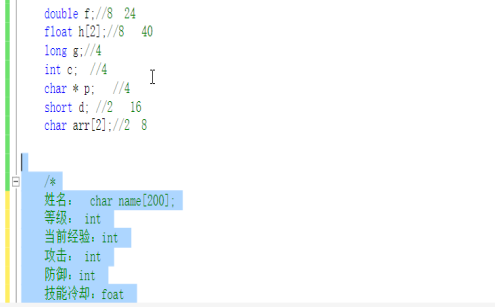 double f;//8 24
float h[2];//8 40
long g;//4
int c; //4
char * p; //4
short d; //2 16
char arr[2];//2 8
/*
姓名： char name[200];
等级： int
当前经验：int
攻击： int
防御：int
技能冷却：foat